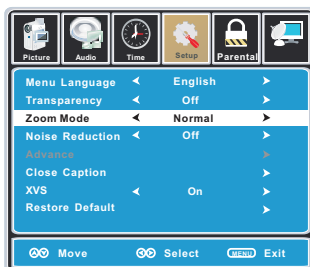 Picture Audio Time Setup Parental
Menu Language English
Transparency Off
Zoom Mode Normal
Noise Reduction Off
Advance
Close Caption
XVS On
Restore Default
Move Select MENU Exit